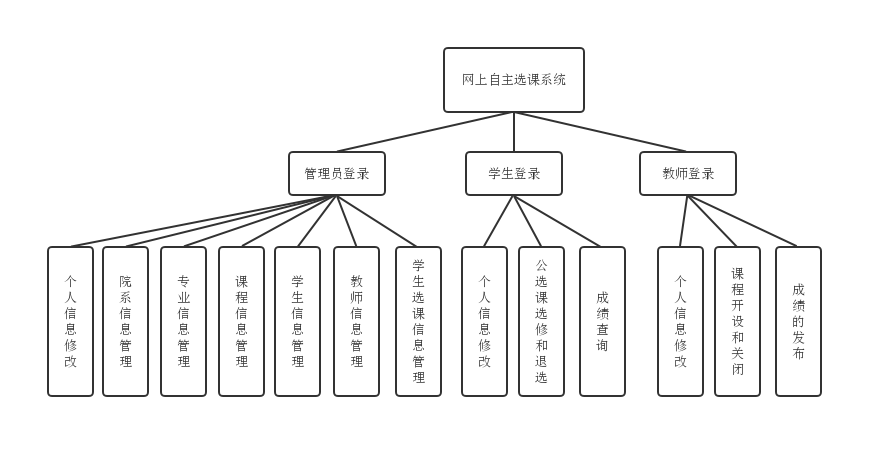 网上自主选课系统
管理员登录
学生登录
教师登录
个人信息修改
院系信息管理
专业信息管理
课程信息管理
学生信息管理
教师信息管理
学生选课信息管理
个人信息修改
公选课选修和退选
成绩查询
个人信息修改
课程开设和关闭
成绩的发布